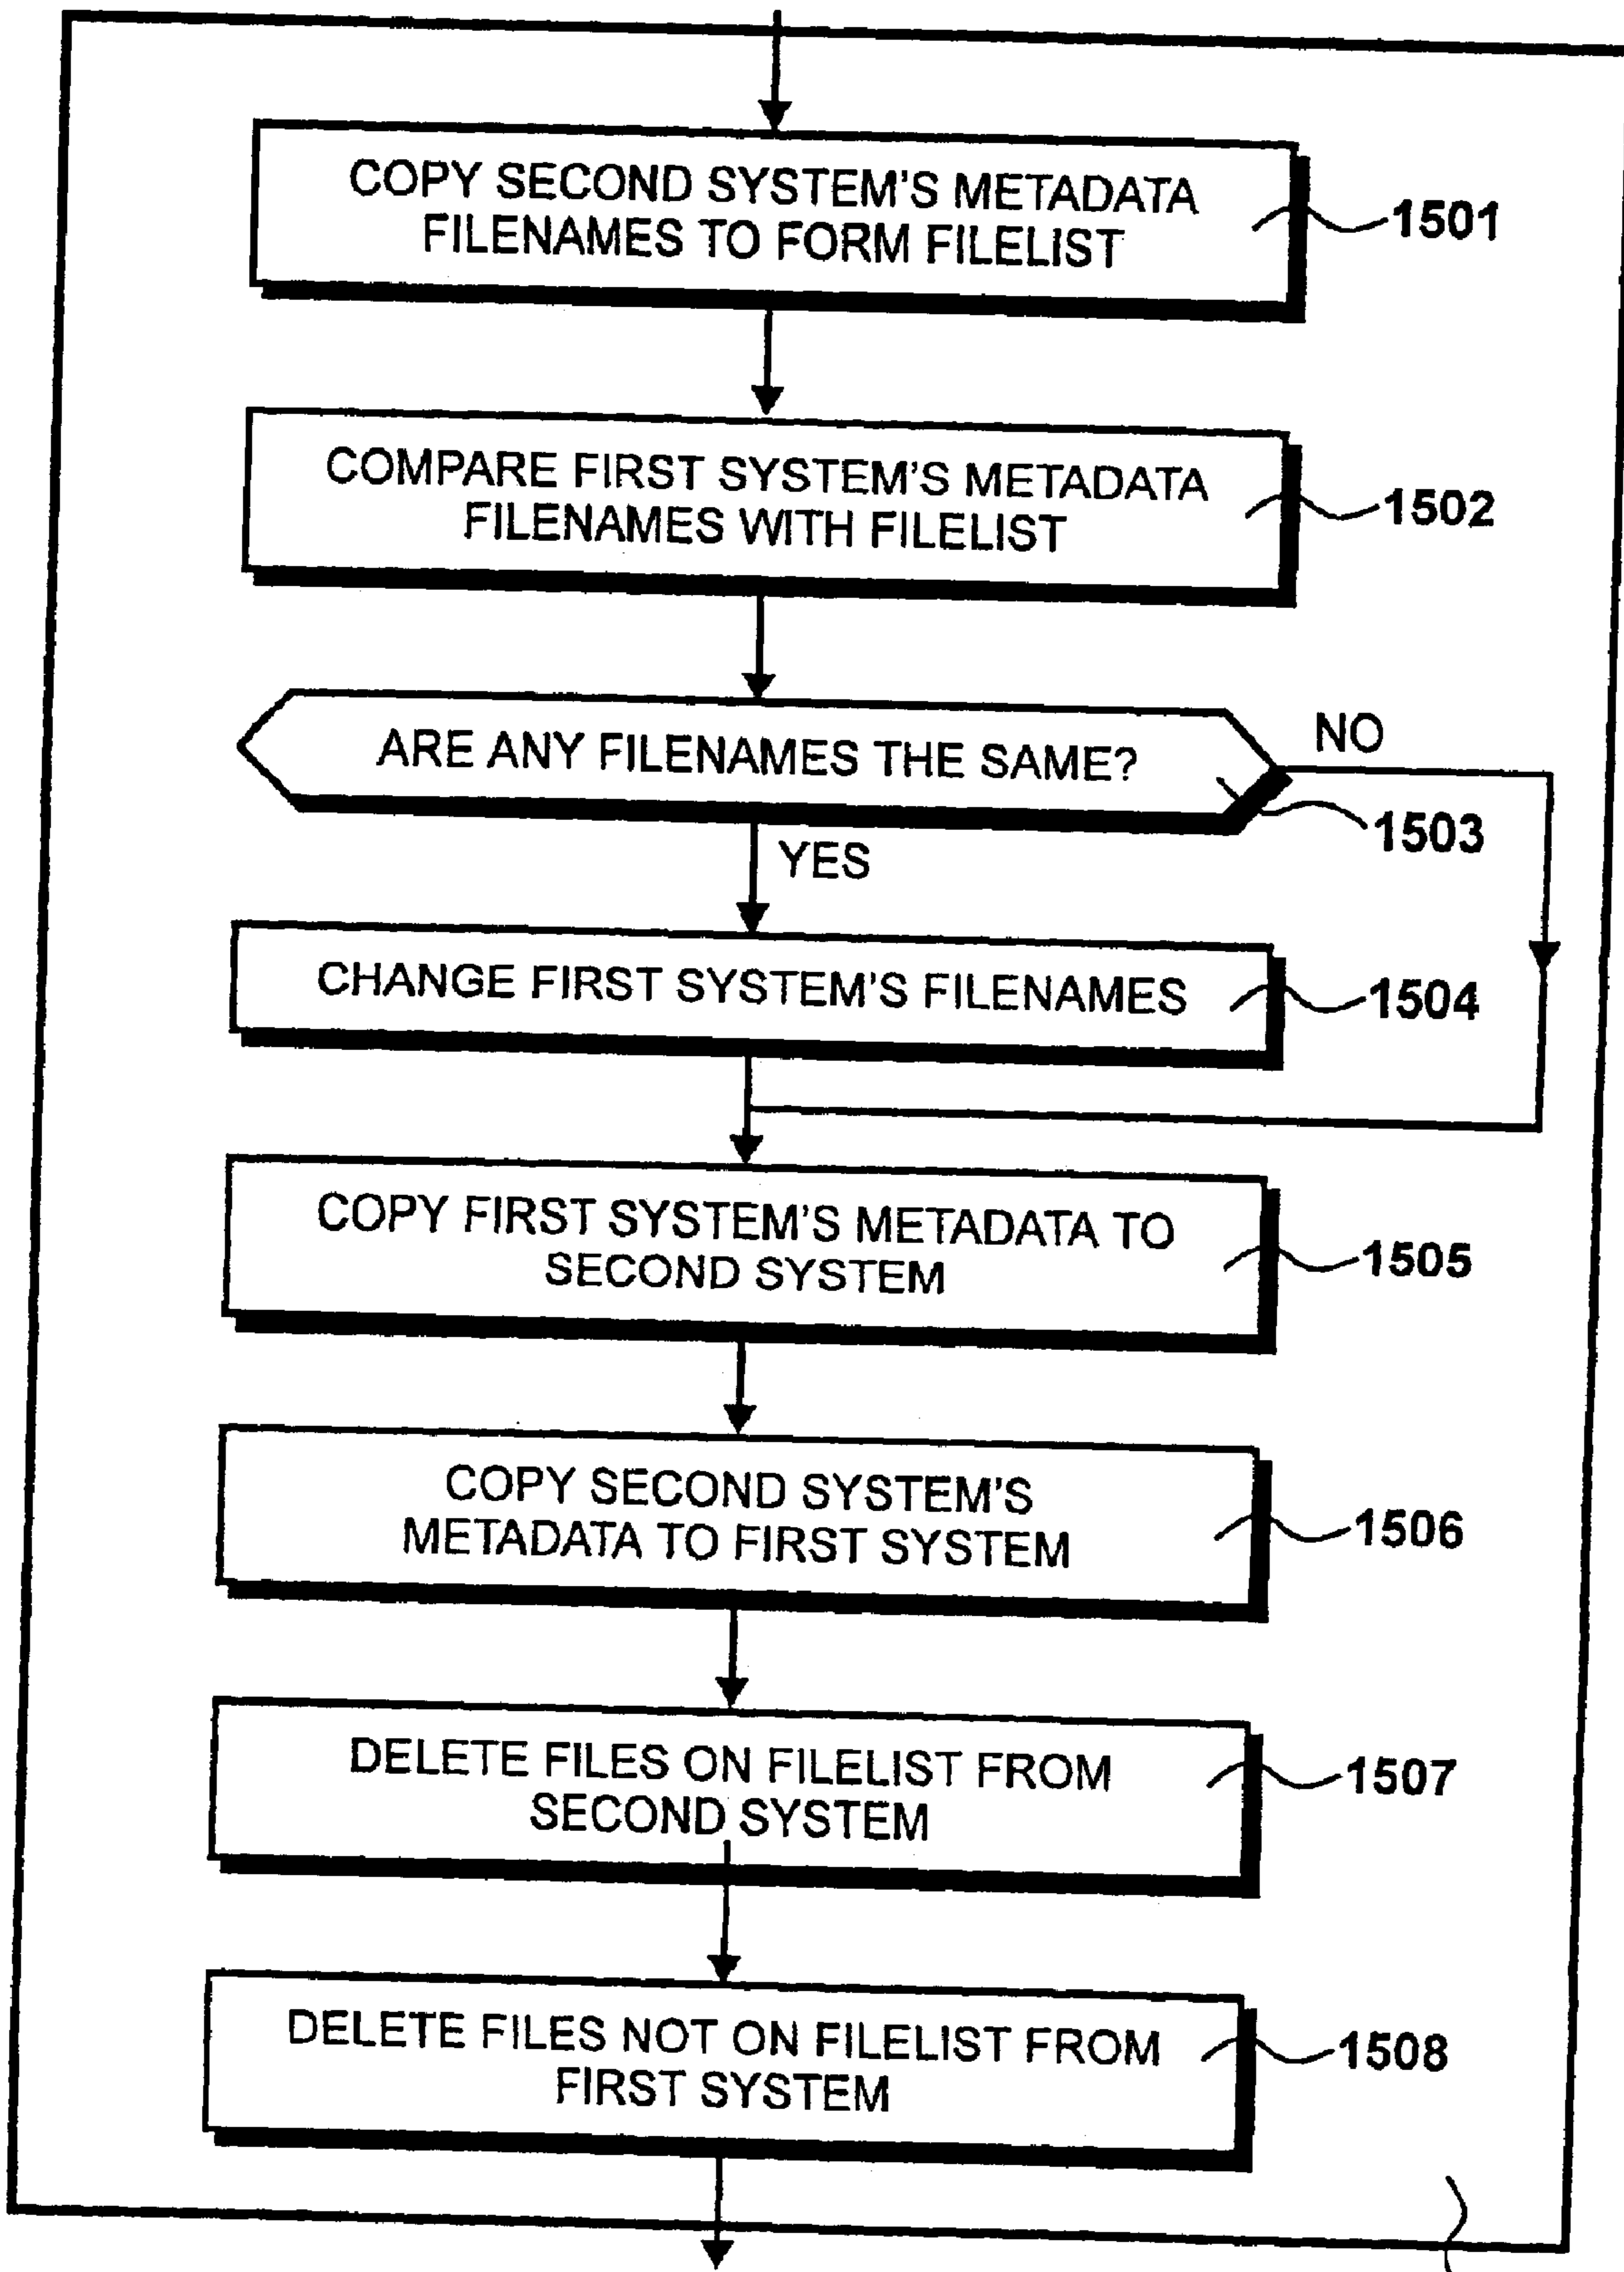 COPY SECOND SYSTEM'S METADATA
FILENAMES TO FORM FILELIST
1501
COMPARE FIRST SYSTEM'S METADATA
FILENAMES WITH FILELIST
1502
ARE ANY FILENAMES THE SAME?
NO
1503
YES
CHANGE FIRST SYSTEM'S FILENAMES
1504
COPY FIRST SYSTEM'S METADATA TO
SECOND SYSTEM
1505
COPY SECOND SYSTEM'S
METADATA TO FIRST SYSTEM
1506
DELETE FILES ON FILELIST FROM
SECOND SYSTEM
1507
DELETE FILES NOT ON FILELIST FROM
FIRST SYSTEM
1508